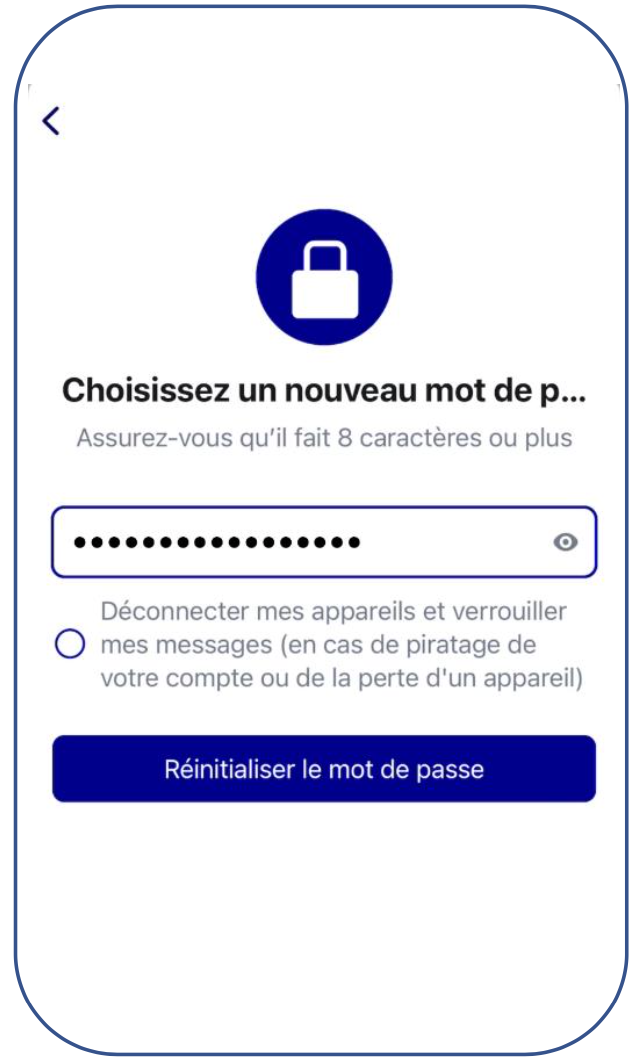 Choisissez un nouveau mot de p...
Assurez-vous qu'il fait 8 caractères ou plus
•••••••••••••••••
Déconnecter mes appareils et verrouiller
mes messages (en cas de piratage de
votre compte ou de la perte d'un appareil)
Réinitialiser le mot de passe